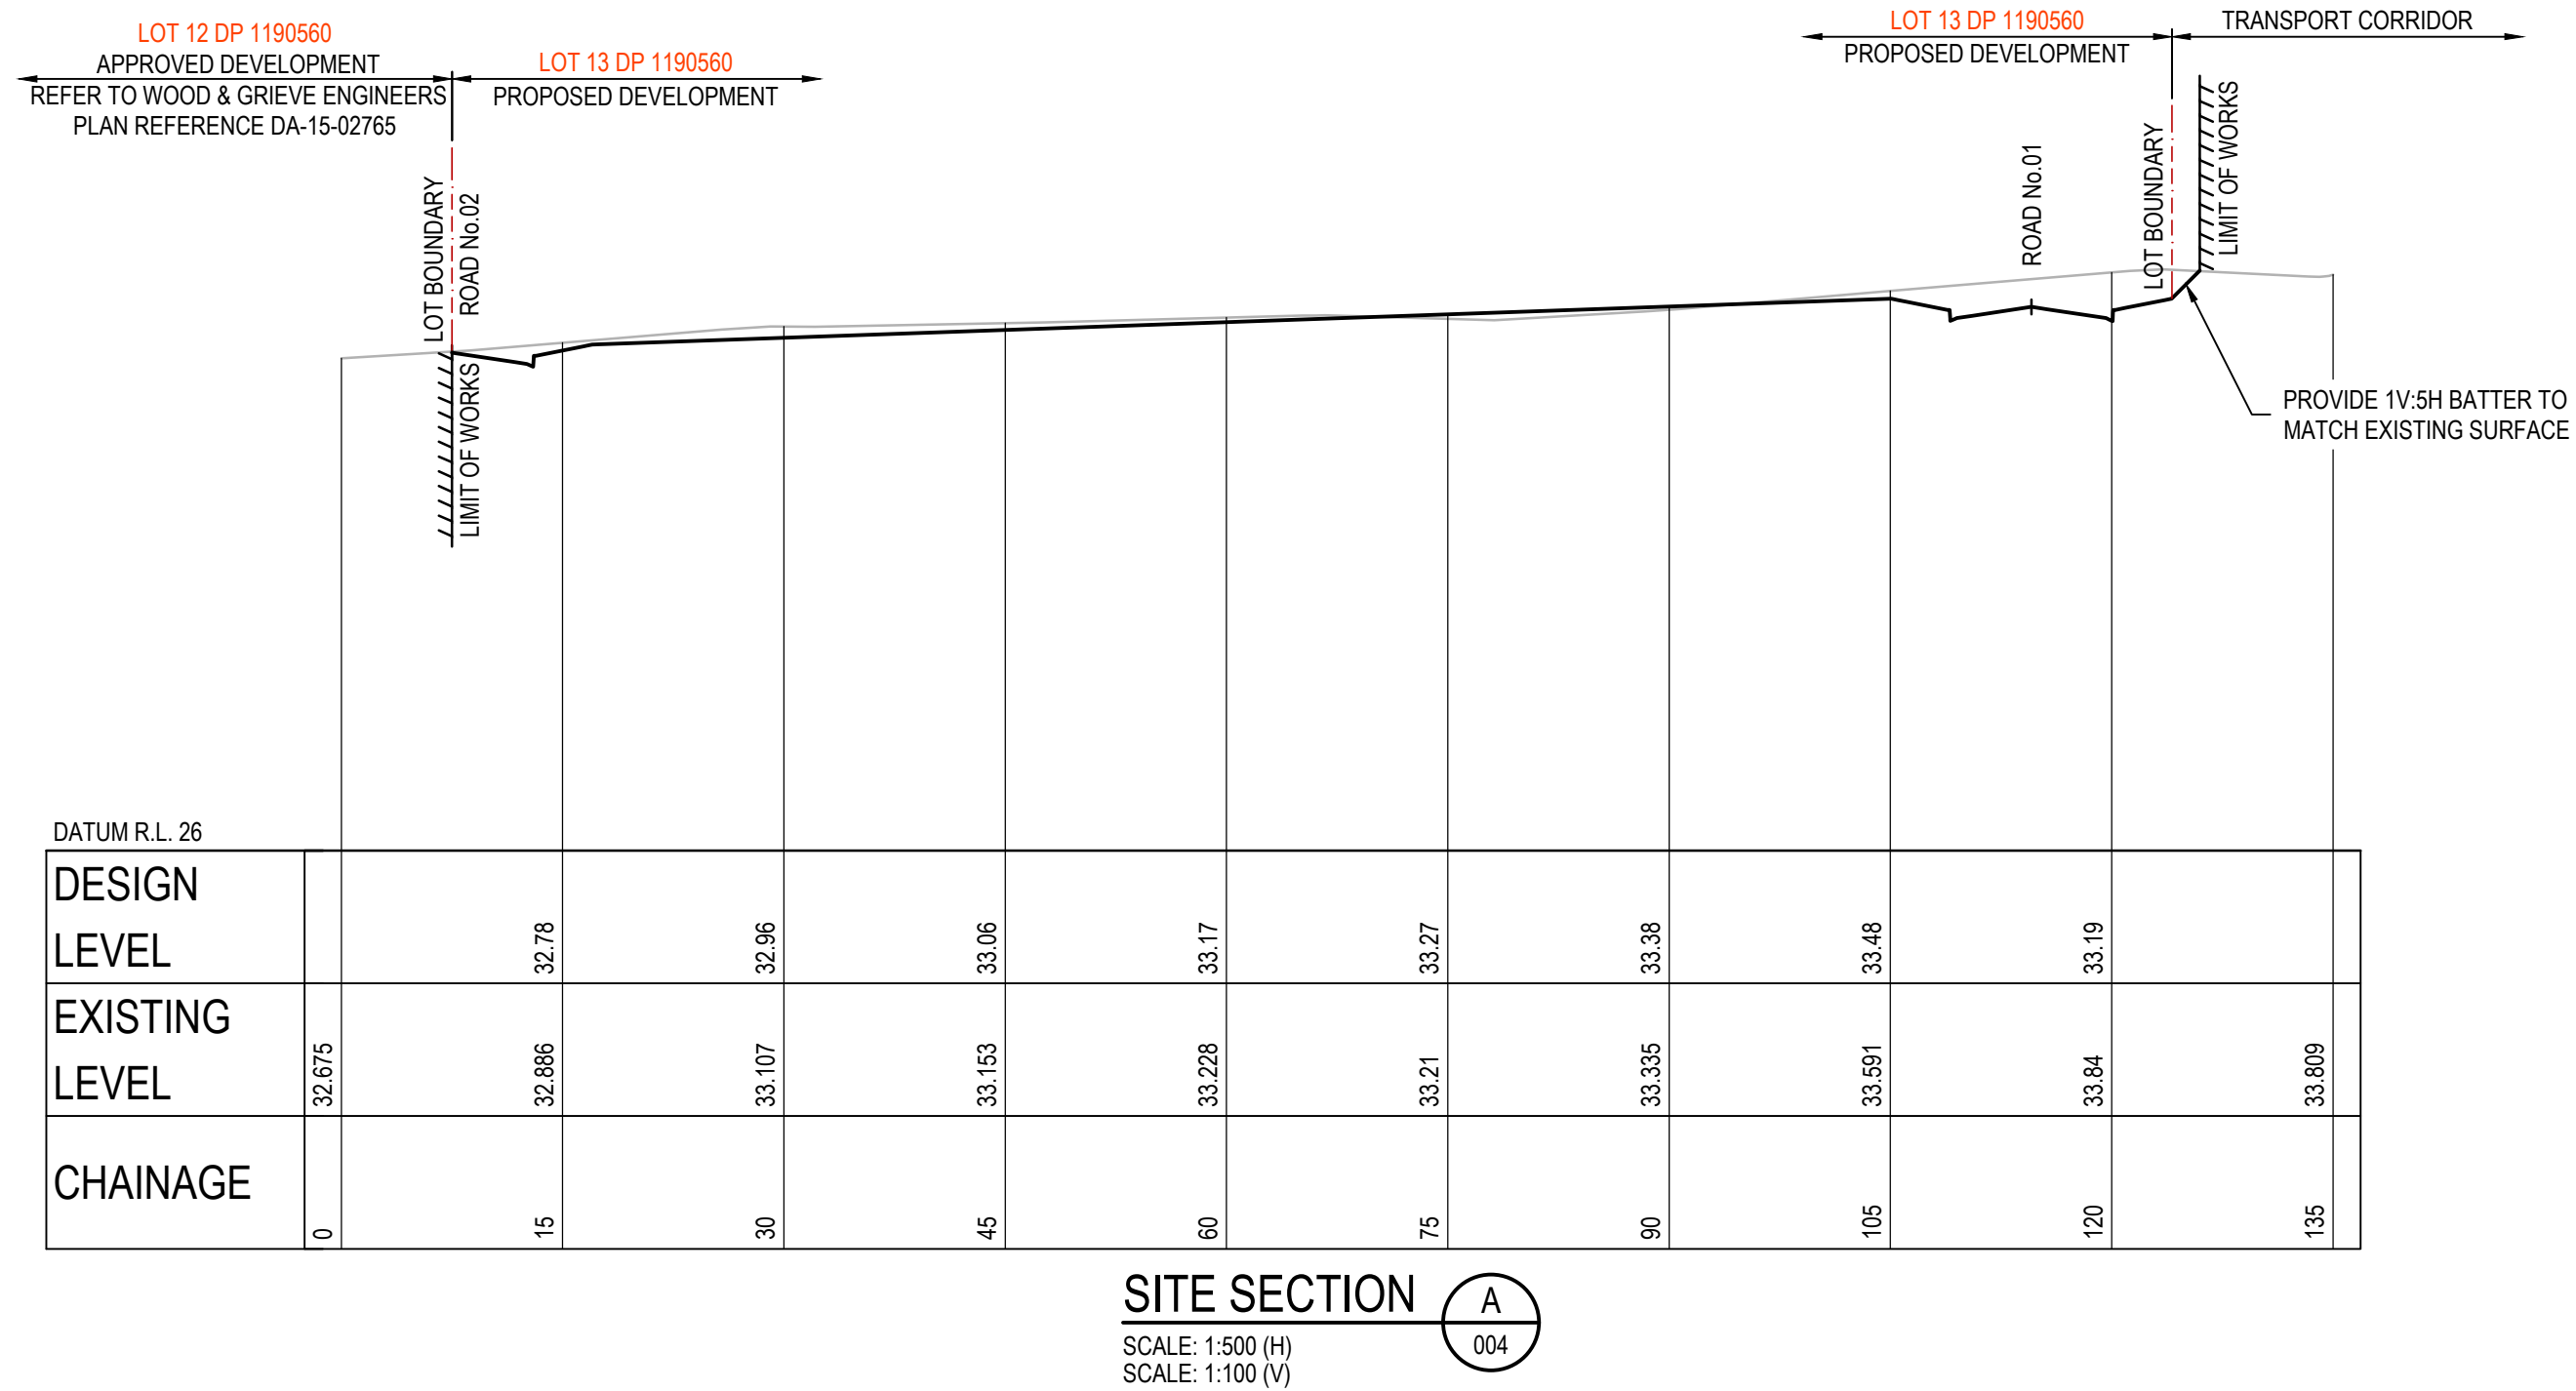 LOT 12 DP 1190560
APPROVED DEVELOPMENT
REFER TO WOOD & GRIEVE ENGINEERS
PLAN REFERENCE DA-15-02765
LOT 13 DP 1190560
PROPOSED DEVELOPMENT
LOT 13 DP 1190560
PROPOSED DEVELOPMENT
TRANSPORT CORRIDOR
LOT BOUNDARY
ROAD No.02
LIMIT OF WORKS
ROAD No.01
LOT BOUNDARY
LIMIT OF WORKS
PROVIDE 1V:5H BATTER TO
MATCH EXISTING SURFACE
DATUM R.L. 26
DESIGN
LEVEL
32.78
32.96
33.06
33.17
33.27
33.38
33.48
33.19
EXISTING
LEVEL
32.675
32.886
33.107
33.153
33.228
33.21
33.335
33.591
33.84
33.809
CHAINAGE
0
15
30
45
60
75
90
105
120
135
SITE SECTION
A
004
SCALE: 1:500 (H)
SCALE: 1:100 (V)